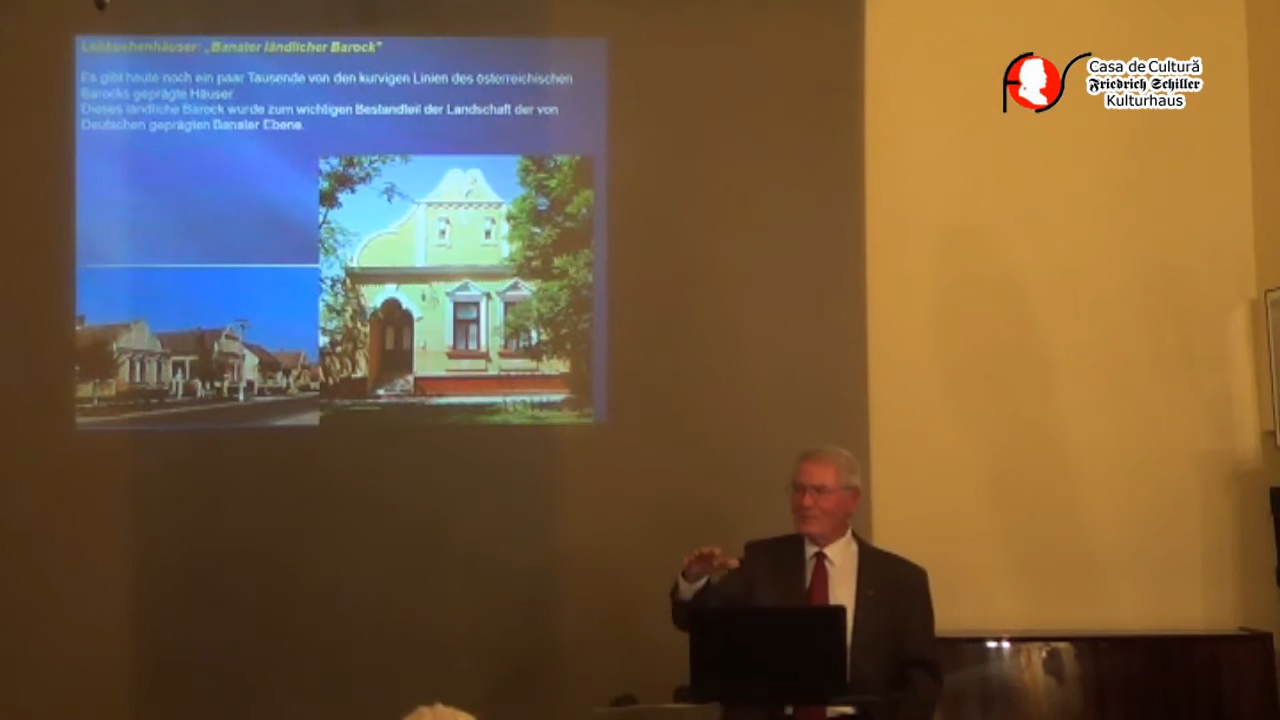 Lebkuchenhäuser: „Banater ländlicher Barock"
Es gibt heute noch ein paar Tausende von den kurvigen Linien des österreichischen
Barocks geprägte Häuser.
Dieses ländliche Barock wurde zum wichtigen Bestandteil der Landschaft der von
Deutschen geprägten Banater Ebene.
Casa de Cultură
Friedrich Schiller
Kulturhaus